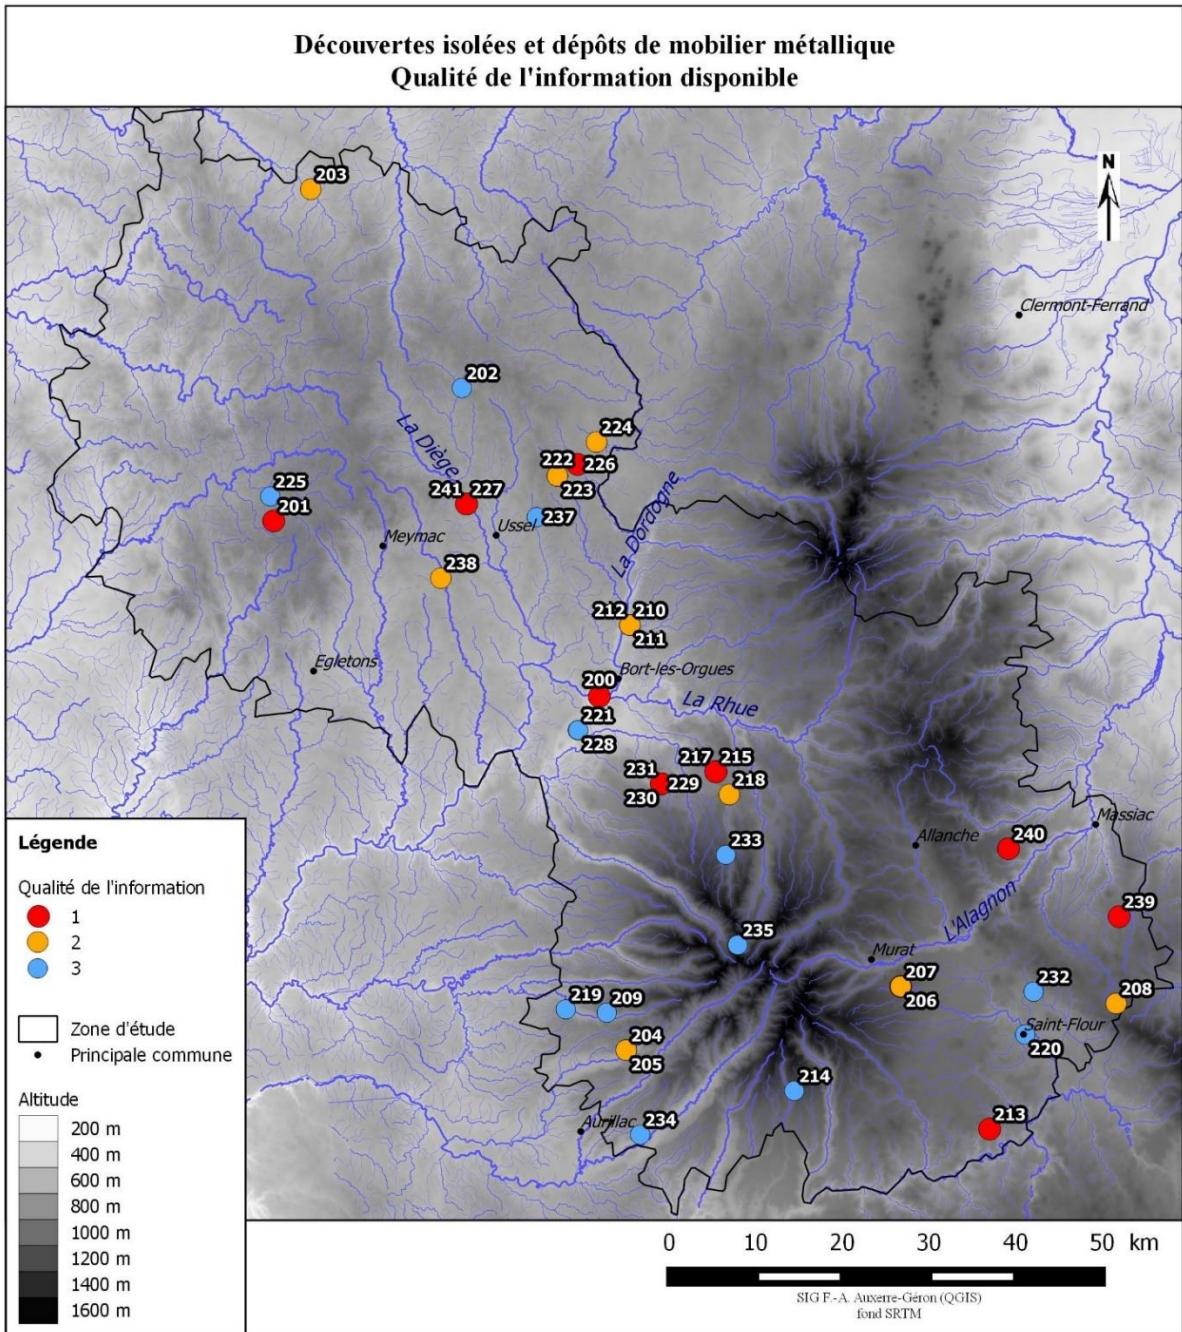 Découvertes isolées et dépôts de mobilier métallique
Qualité de l'information disponible
N
203
Clermont-Ferrand
202
La Diège
224
222
226
223
225
241 227
201
237
Ussel
La Dordogne
Meymac
238
212 210
211
Egletons
Bort-les-Orgues
200
La Rhue
221
228
217 215
231
229
230
218
Massiac
240
Allanche
233
L'Alagnon
239
235
Murat
207
206
232
208
219
209
Saint-Flour
220
204
205
214
213
Aurillac
234
Légende
Qualité de l'information
1
2
3
Zone d'étude
Principale commune
Altitude
200 m
400 m
600 m
800 m
1000 m
1200 m
1400 m
1600 m
0 10 20 30 40 50 km
SIG F.-A. Auxerre-Géron (QGIS)
fond SRTM